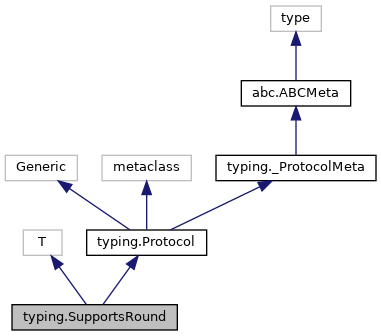 type
abc.ABCMeta
Generic
metaclass
typing._ProtocolMeta
T
typing.Protocol
typing.SupportsRound